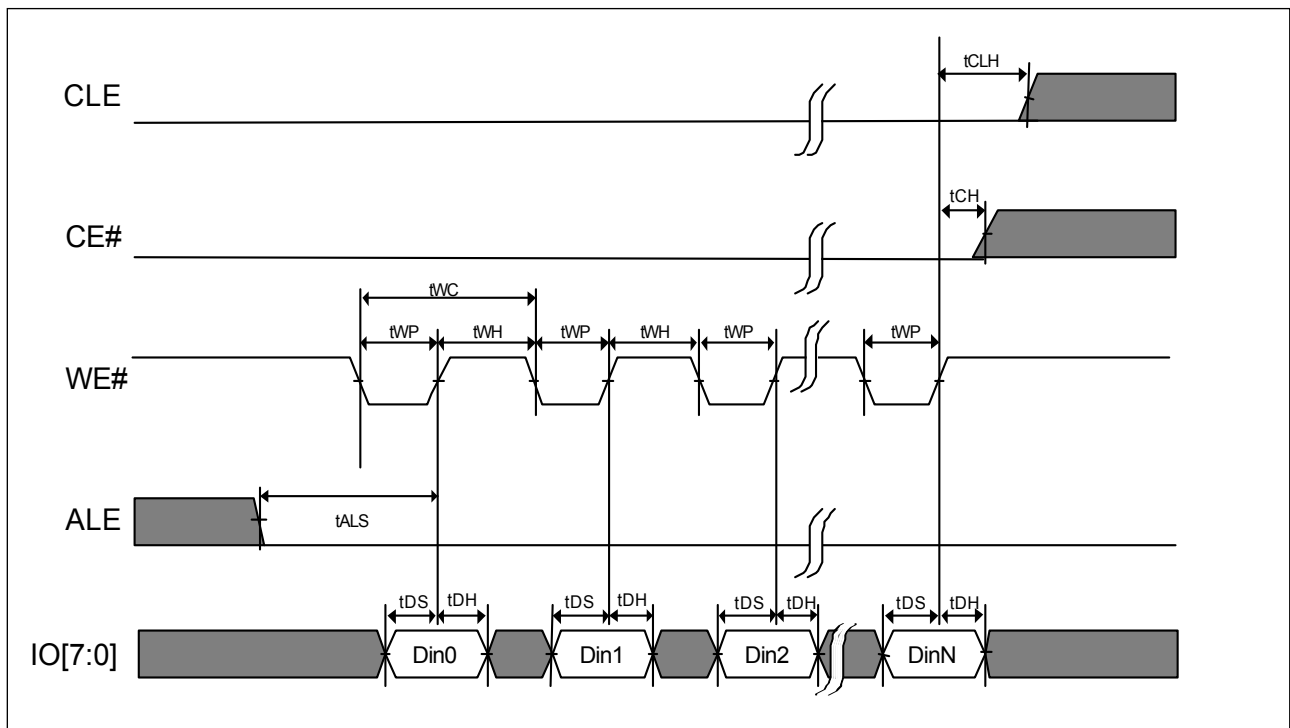 tCLH
CLE
tCH
CE#
tWC
tWP tWH tWP tWH tWP tWP
WE#
ALE
tALS
tDS tDH tDS tDH tDS tDH tDS tDH
IO[7:0] Din0 Din1 Din2 DinN